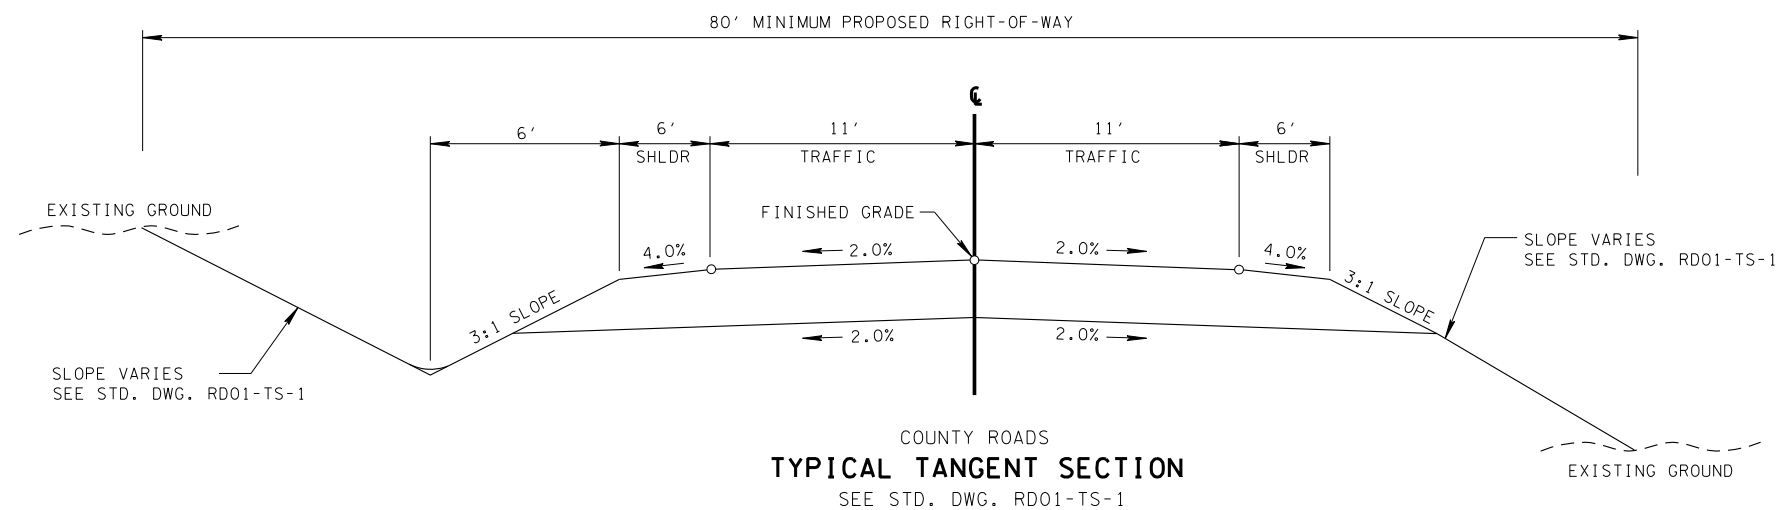 80' MINIMUM PROPOSED RIGHT-OF-WAY
℄
6'
6'
11'
11'
6'
SHLDR
TRAFFIC
TRAFFIC
SHLDR
EXISTING GROUND
FINISHED GRADE
4.0%
2.0%
2.0%
4.0%
SLOPE VARIES
SEE STD. DWG. RD01-TS-1
3:1 SLOPE
3:1 SLOPE
2.0%
2.0%
SLOPE VARIES
SEE STD. DWG. RD01-TS-1
COUNTY ROADS
TYPICAL TANGENT SECTION
SEE STD. DWG. RD01-TS-1
EXISTING GROUND